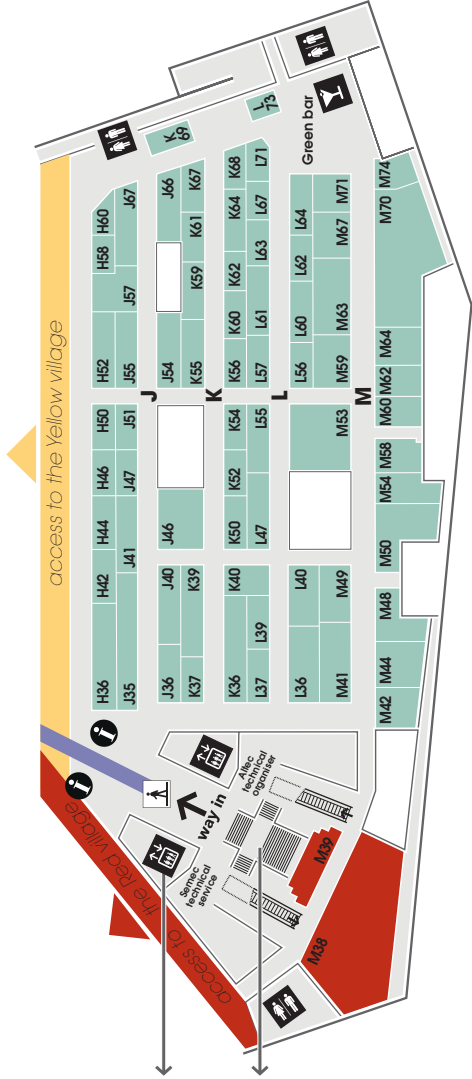 K
69
L
73
Green bar
H60
H58
J67
J57
H52
J55
J66
K67
K61
K59
J54
K55
K68
L71
K64
L67
L63
K62
K60
L61
K56
L57
L64
M71
M67
L62
L60
M63
L56
M59
M74
M70
M64
M62
M60
J
K
L
M
access to the Yellow village
H50
J51
H46
J47
H44
J41
H42
H36
J35
J46
J40
K39
J36
K37
K54
L55
K52
K50
L47
K40
L39
K36
L37
M53
L40
M49
L36
M41
M58
M54
M50
M48
M44
M42
i
i
way in
Altec
technical
organiser
Semec
technical
service
access to the Red village
M39
M38